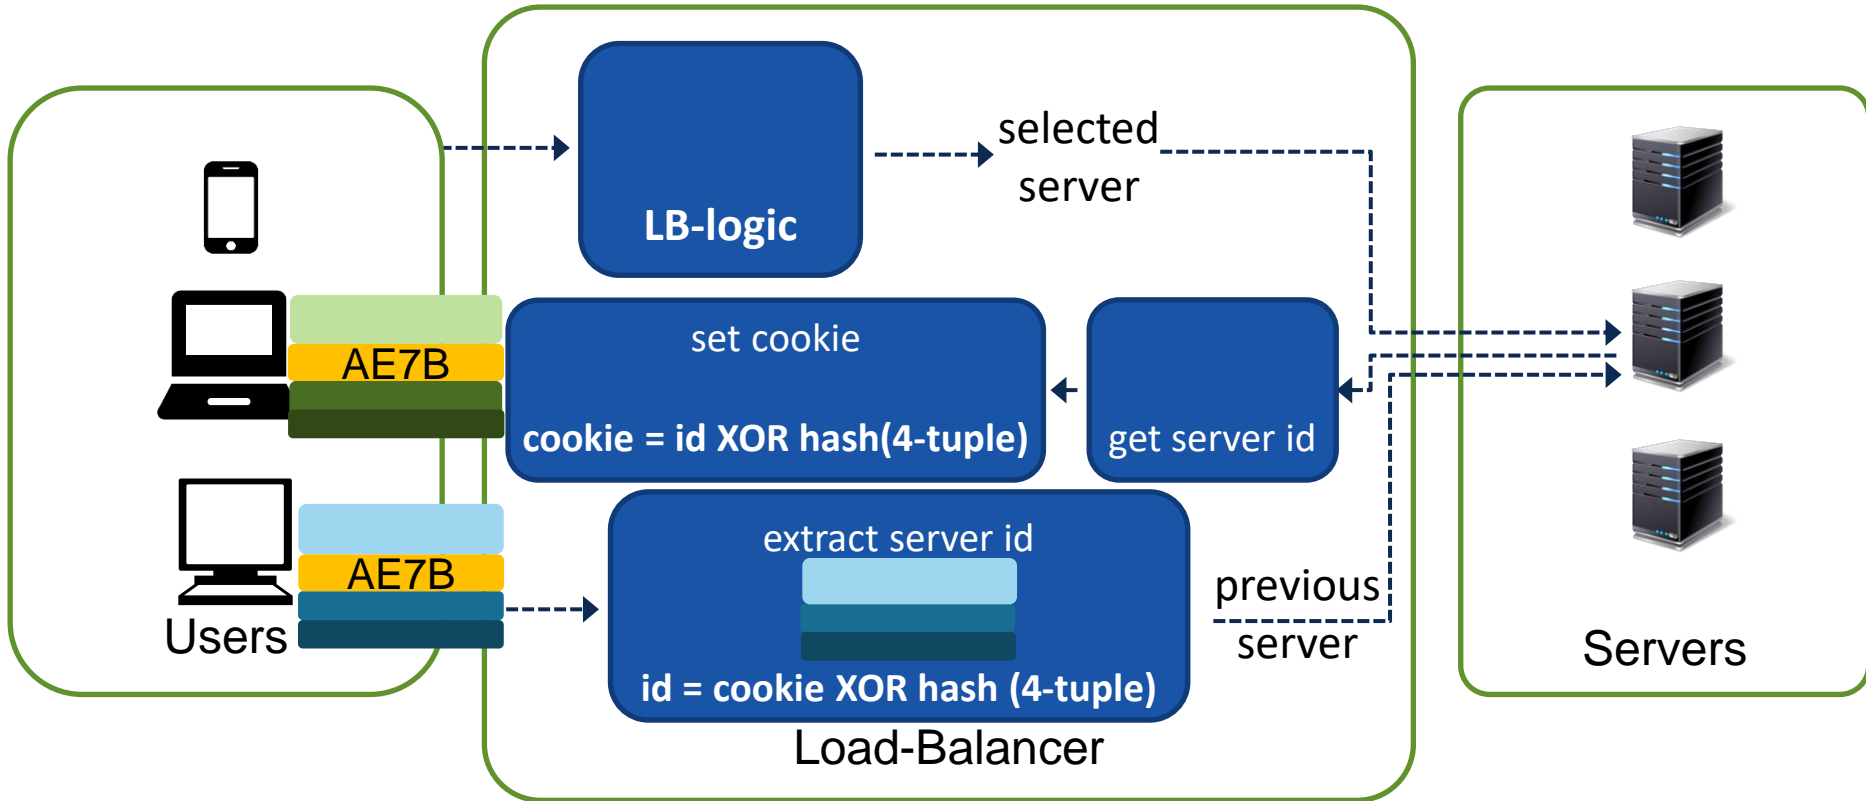 selected
server
LB-logic
set cookie
AE7B
cookie = id XOR hash(4-tuple)
get server id
extract server id
AE7B
previous
server
id = cookie XOR hash (4-tuple)
Users
Servers
Load-Balancer